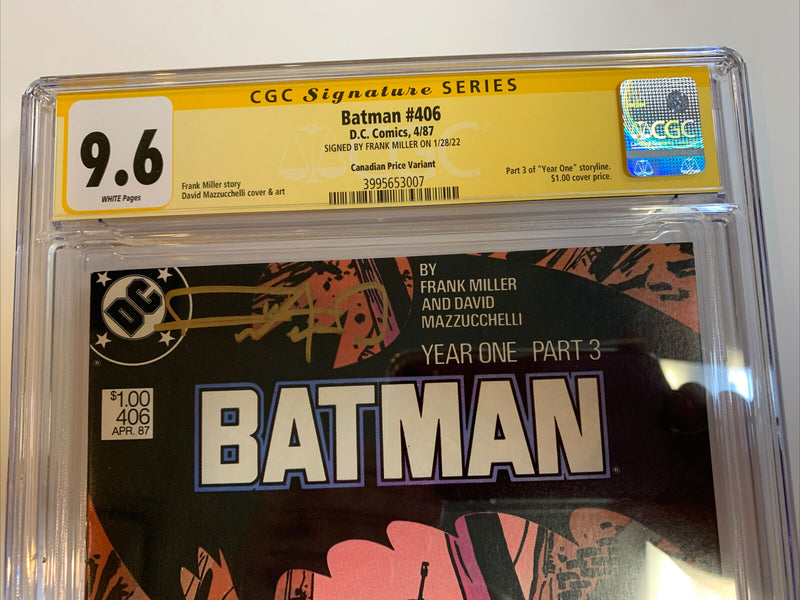 CGC Signature SERIES
9.6
WHITE Pages
Batman #406
D.C. Comics, 4/87
SIGNED BY FRANK MILLER ON 1/28/22
Canadian Price Variant
3995653007
Frank Miller story
David Mazzucchelli cover & art
Part 3 of "Year One" storyline.
$1.00 cover price.
CGC
DC
BY
FRANK MILLER
AND DAVID
MAZZUCCHELLI
YEAR ONE PART 3
$1.00
406
APR. 87
BATMAN